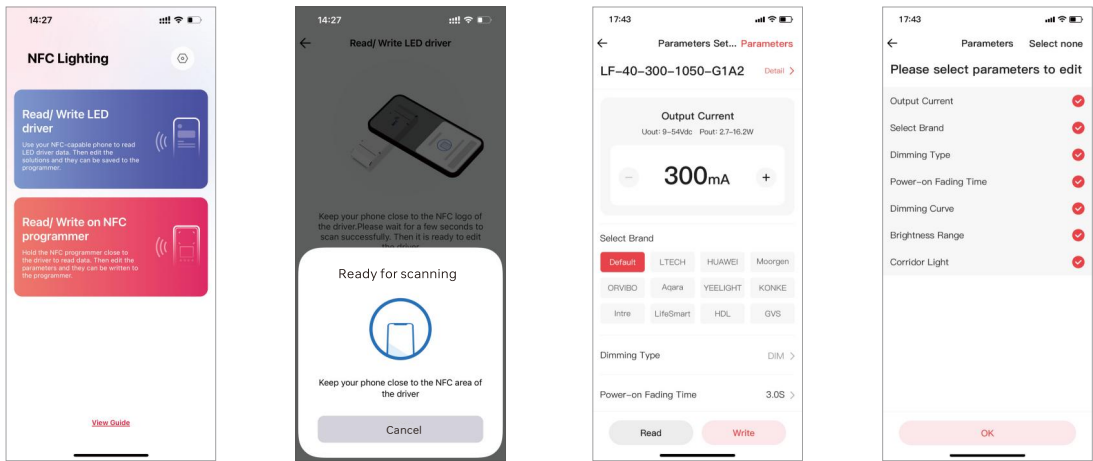 14:27
NFC Lighting
Read/ Write LED
driver
Use your NFC-capable phone to read
LED driver data. Then edit the
solutions and they can be saved to the
programmer.
Read/ Write on NFC
programmer
Hold the NFC programmer close to
the driver to read data. Then edit the
parameters and they can be written to
the programmer.
View Guide
14:27
Read/ Write LED driver
Keep your phone close to the NFC logo of
the driver.Please wait for a few seconds to
scan successfully. Then it is ready to edit
the driver
Ready for scanning
Keep your phone close to the NFC area of
the driver
Cancel
17:43
Parameters Set... Parameters
LF-40-300-1050-G1A2 Detail >
Output Current
Uout: 9-54Vdc Pout: 2.7-16.2W
− 300mA +
Select Brand
Default LTECH HUAWEI Moorgen
ORVIBO Aqara YEELIGHT KONKE
Intre LifeSmart HDL GVS
Dimming Type DIM >
Power-on Fading Time 3.0S >
Read Write
17:43
Parameters Select none
Please select parameters to edit
Output Current
Select Brand
Dimming Type
Power-on Fading Time
Dimming Curve
Brightness Range
Corridor Light
OK